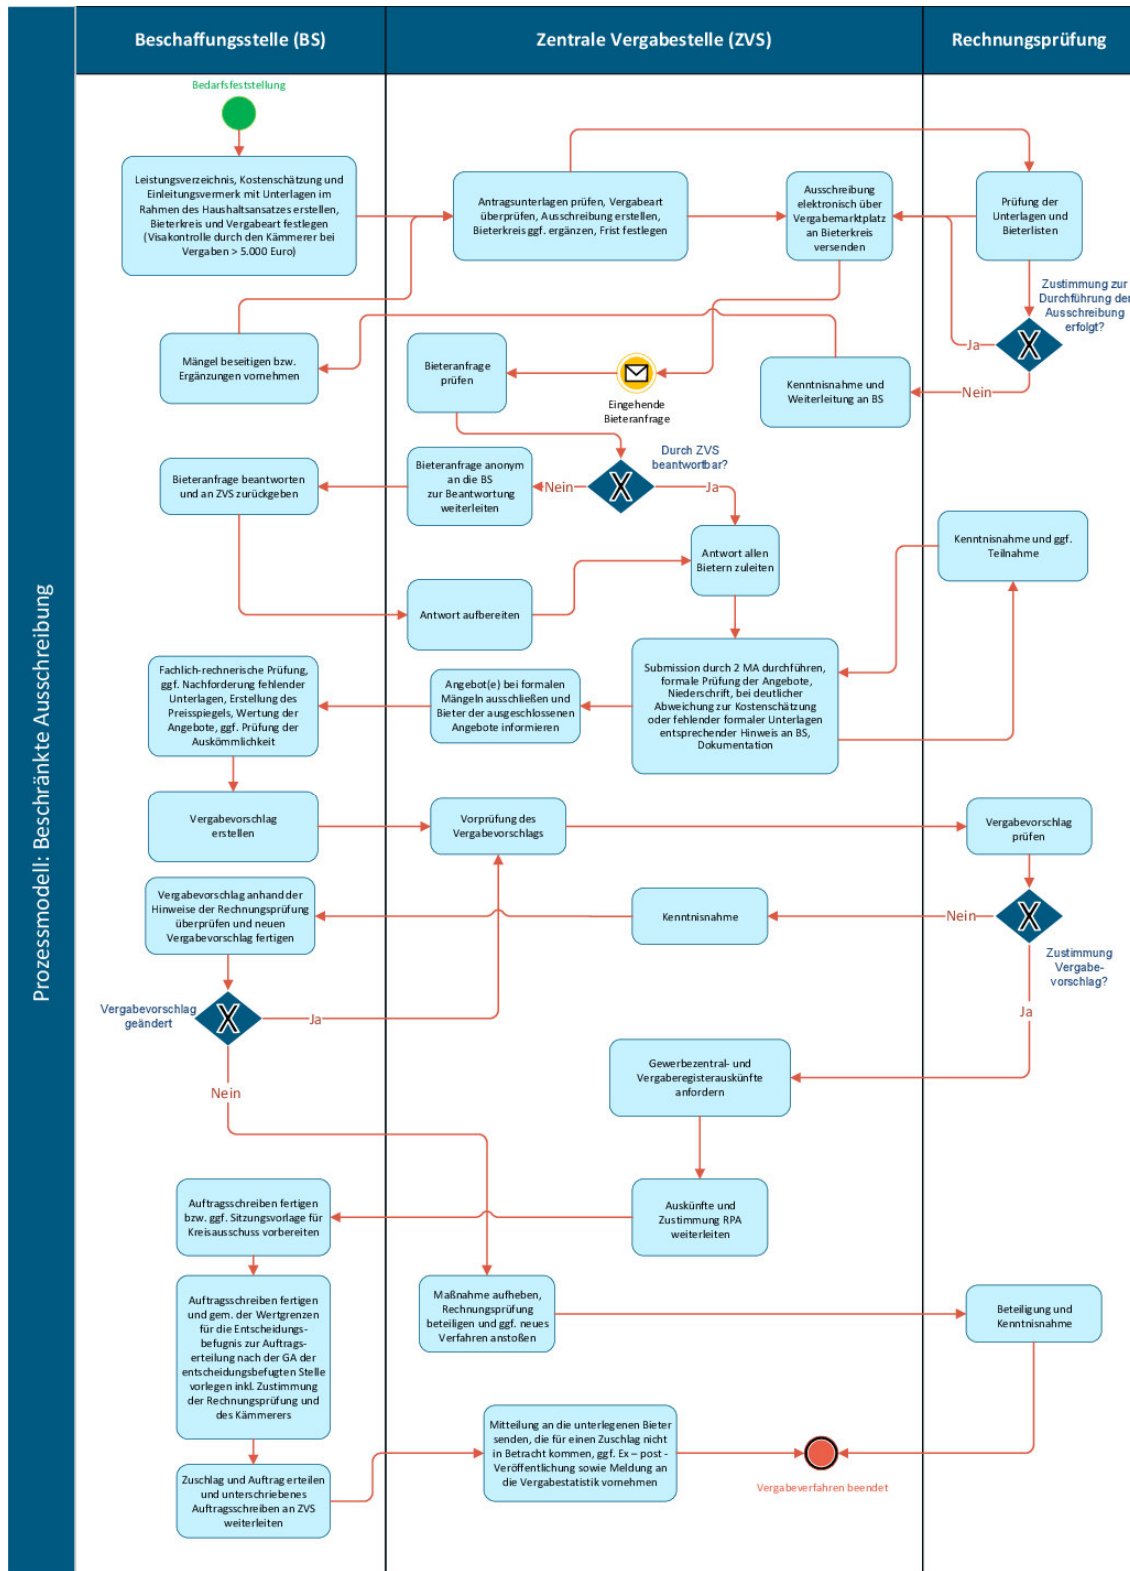 Prozessmodell: Beschränkte Ausschreibung
Beschaffungsstelle (BS)
Zentrale Vergabestelle (ZVS)
Rechnungsprüfung
Bedarfsfeststellung
Leistungsverzeichnis, Kostenschätzung und
Einleitungsvermerk mit Unterlagen im
Rahmen des Haushaltsansatzes erstellen,
Bieterkreis und Vergabeart festlegen
(Visakontrolle durch den Kämmerer bei
Vergaben > 5.000 Euro)
Antragsunterlagen prüfen, Vergabeart
überprüfen, Ausschreibung erstellen,
Bieterkreis ggf. ergänzen, Frist festlegen
Ausschreibung
elektronisch über
Vergabemarktplatz
an Bieterkreis
versenden
Prüfung der
Unterlagen und
Bieterlisten
Zustimmung zur
Durchführung der
Ausschreibung
erfolgt?
Ja
Nein
Mängel beseitigen bzw.
Ergänzungen vornehmen
Bieteranfrage
prüfen
Eingehende
Bieteranfrage
Kenntnisnahme und
Weiterleitung an BS
Durch ZVS
beantwortbar?
Nein
Ja
Bieteranfrage beantworten
und an ZVS zurückgeben
Bieteranfrage anonym
an die BS
zur Beantwortung
weiterleiten
Antwort allen
Bietern zuleiten
Kenntnisnahme und ggf.
Teilnahme
Antwort aufbereiten
Fachlich-rechnerische Prüfung,
ggf. Nachforderung fehlender
Unterlagen, Erstellung des
Preisspiegels, Wertung der
Angebote, ggf. Prüfung der
Auskömmlichkeit
Angebot(e) bei formalen
Mängeln ausschließen und
Bieter der ausgeschlossenen
Angebote informieren
Submission durch 2 MA durchführen,
formale Prüfung der Angebote,
Niederschrift, bei deutlicher
Abweichung zur Kostenschätzung
oder fehlender formaler Unterlagen
entsprechender Hinweis an BS,
Dokumentation
Vergabevorschlag
erstellen
Vorprüfung des
Vergabevorschlags
Vergabevorschlag
prüfen
Vergabevorschlag anhand der
Hinweise der Rechnungsprüfung
überprüfen und neuen
Vergabevorschlag fertigen
Kenntnisnahme
Nein
Zustimmung
Vergabe-
vorschlag?
Ja
Vergabevorschlag
geändert
Ja
Nein
Gewerbezentral- und
Vergaberegisterauskünfte
anfordern
Auftragsschreiben fertigen
bzw. ggf. Sitzungsvorlage für
Kreisausschuss vorbereiten
Auskünfte und
Zustimmung RPA
weiterleiten
Auftragsschreiben fertigen
und gem. der Wertgrenzen
für die Entscheidungs-
befugnis zur Auftrags-
erteilung nach der GA der
entscheidungsbefugten Stelle
vorlegen inkl. Zustimmung
der Rechnungsprüfung und
des Kämmerers
Maßnahme aufheben,
Rechnungsprüfung
beteiligen und ggf. neues
Verfahren anstoßen
Beteiligung und
Kenntnisnahme
Zuschlag und Auftrag erteilen
und unterschriebenes
Auftragsschreiben an ZVS
weiterleiten
Mitteilung an die unterlegenen Bieter
senden, die für einen Zuschlag nicht
in Betracht kommen, ggf. Ex – post -
Veröffentlichung sowie Meldung an
die Vergabestatistik vornehmen
Vergabeverfahren beendet